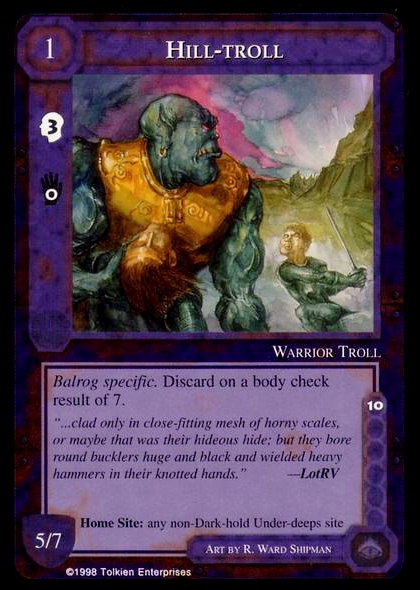 1
HILL-TROLL
3
0
WARRIOR TROLL
Balrog specific. Discard on a body check
result of 7.
10
"...clad only in close-fitting mesh of horny scales,
or maybe that was their hideous hide; but they bore
round bucklers huge and black and wielded heavy
hammers in their knotted hands." —LotRV
Home Site: any non-Dark-hold Under-deeps site
5/7
ART BY R. WARD SHIPMAN
©1998 Tolkien Enterprises